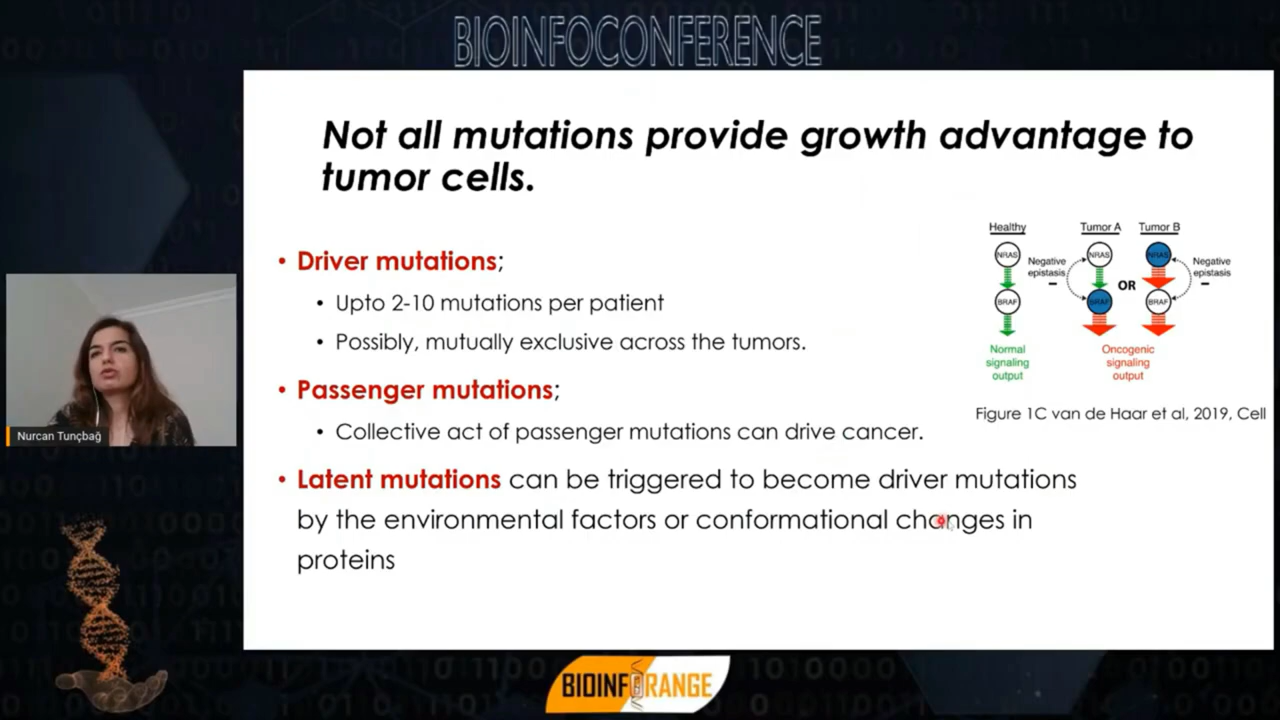 BIOINFOCONFERENCE
Not all mutations provide growth advantage to
tumor cells.
• Driver mutations;
• Upto 2-10 mutations per patient
• Possibly, mutually exclusive across the tumors.
• Passenger mutations;
• Collective act of passenger mutations can drive cancer.
• Latent mutations can be triggered to become driver mutations
by the environmental factors or conformational changes in
proteins
Healthy
Tumor A
Tumor B
NRAS
NRAS
NRAS
Negative
epistasis
–
OR
Negative
epistasis
–
BRAF
BRAF
BRAF
Normal
signaling
output
Oncogenic
signaling
output
Figure 1C van de Haar et al, 2019, Cell
Nurcan Tunçbağ
BIOINFORANGE